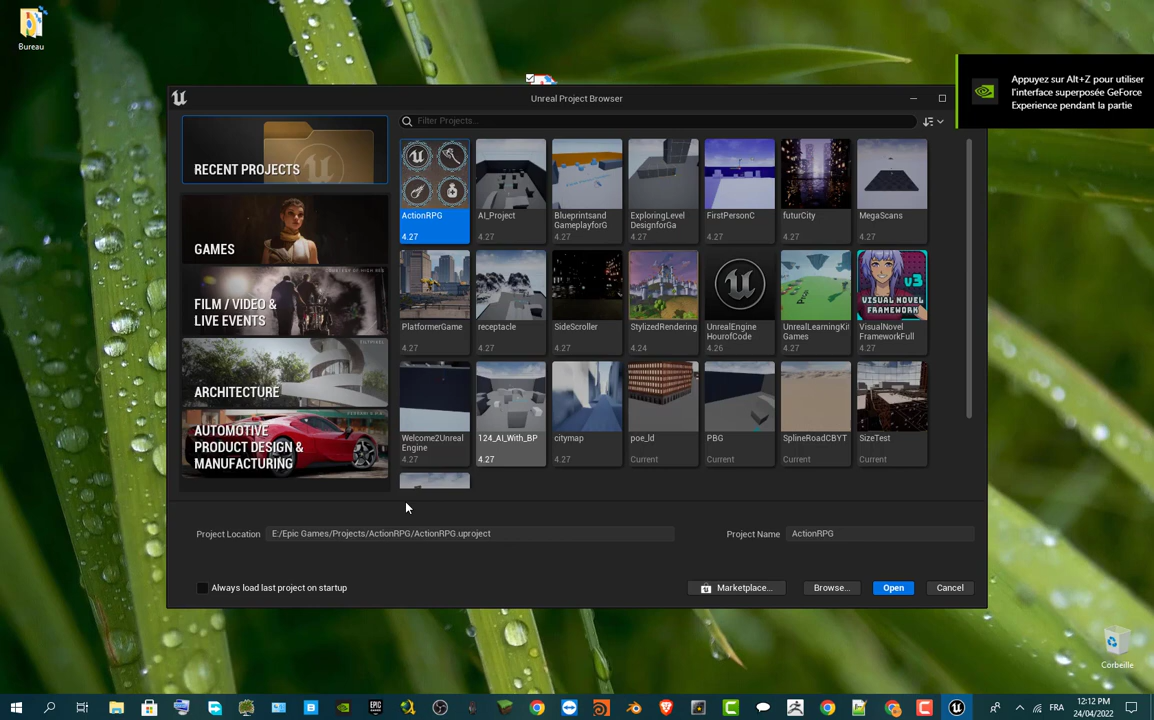 Bureau
Unreal Project Browser
Appuyez sur Alt+Z pour utiliser
l'interface superposée GeForce
Experience pendant la partie
Filter Projects...
RECENT PROJECTS
GAMES
FILM / VIDEO &
LIVE EVENTS
ARCHITECTURE
AUTOMOTIVE
PRODUCT DESIGN &
MANUFACTURING
ActionRPG
4.27
AI_Project
4.27
Blueprintsand
GameplayforG
4.27
ExploringLevel
DesignforGa
4.27
FirstPersonC
4.27
futurCity
4.27
MegaScans
4.27
PlatformerGame
4.27
receptacle
4.27
SideScroller
4.27
StylizedRendering
4.24
UnrealEngine
HourofCode
4.26
UnrealLearningKit
Games
4.27
v3
VISUAL NOVEL
FRAMEWORK
VisualNovel
FrameworkFull
4.27
Welcome2Unreal
Engine
4.27
124_AI_With_BP
4.27
citymap
4.27
poe_ld
Current
PBG
Current
SplineRoadCBYT
Current
SizeTest
Current
Project Location
E:/Epic Games/Projects/ActionRPG/ActionRPG.uproject
Project Name
ActionRPG
Always load last project on startup
Marketplace...
Browse...
Open
Cancel
Corbeille
EPIC
FRA
12:12 PM
24/04/2022